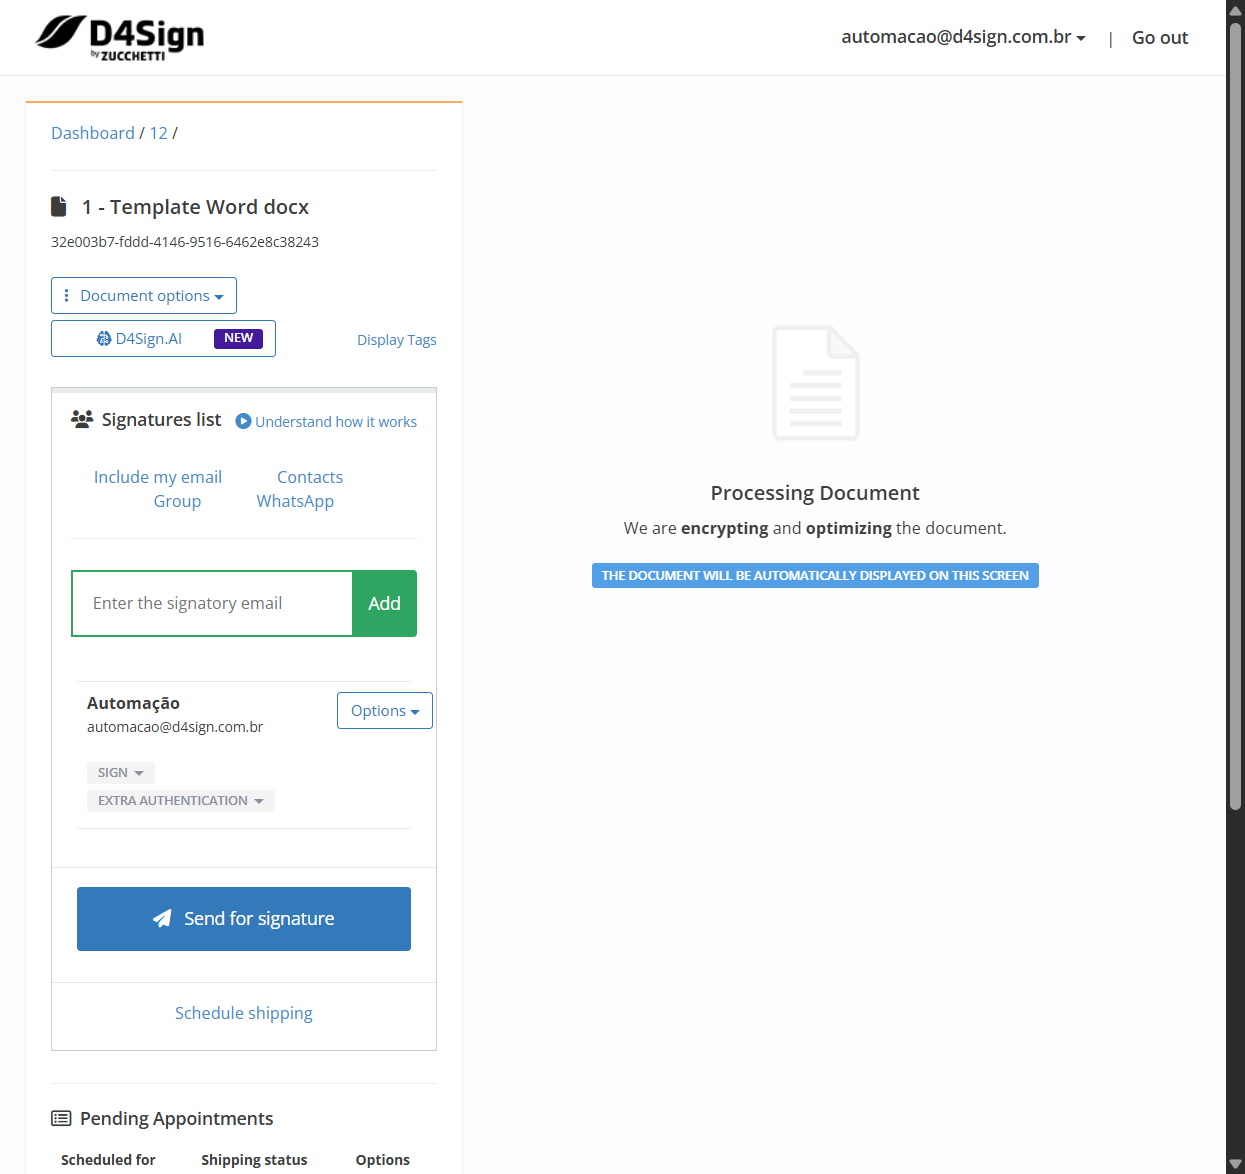 D4Sign
by ZUCCHETTI
automacao@d4sign.com.br
|
Go out
Dashboard / 12 /
1 - Template Word docx
32e003b7-fddd-4146-9516-6462e8c38243
Document options
D4Sign.AI NEW
Display Tags
Signatures list
Understand how it works
Include my email
Contacts
Group
WhatsApp
Enter the signatory email
Add
Automação
automacao@d4sign.com.br
Options
SIGN
EXTRA AUTHENTICATION
Send for signature
Schedule shipping
Pending Appointments
Scheduled for
Shipping status
Options
Processing Document
We are encrypting and optimizing the document.
THE DOCUMENT WILL BE AUTOMATICALLY DISPLAYED ON THIS SCREEN